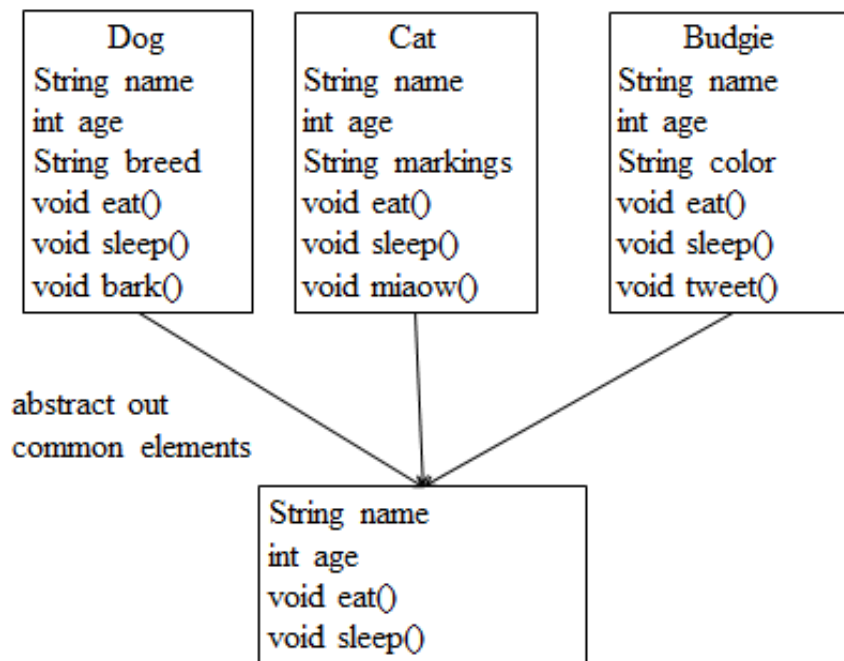 Dog
String name
int age
String breed
void eat()
void sleep()
void bark()
Cat
String name
int age
String markings
void eat()
void sleep()
void miaow()
Budgie
String name
int age
String color
void eat()
void sleep()
void tweet()
abstract out
common elements
String name
int age
void eat()
void sleep()